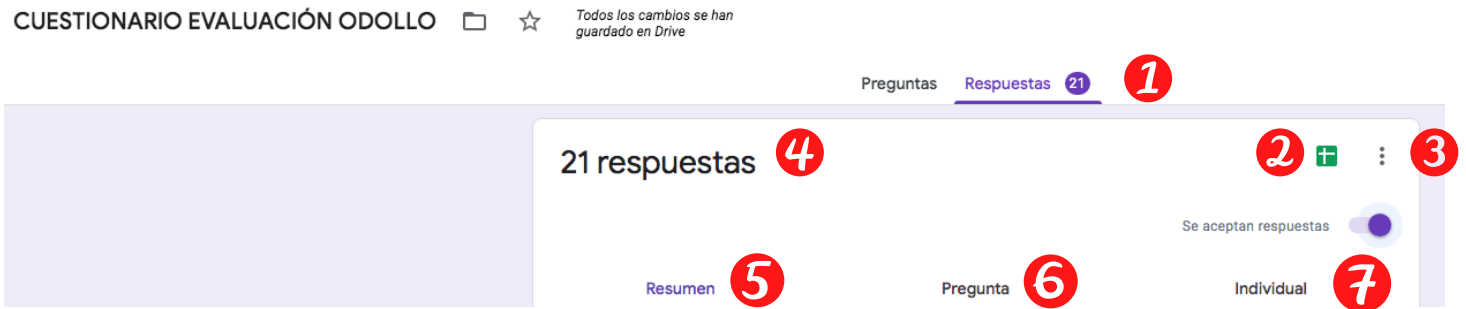 CUESTIONARIO EVALUACIÓN ODOLLO
Todos los cambios se han
guardado en Drive
Preguntas Respuestas 21 1
21 respuestas 4 2 3
Se aceptan respuestas
Resumen 5 Pregunta 6 Individual 7